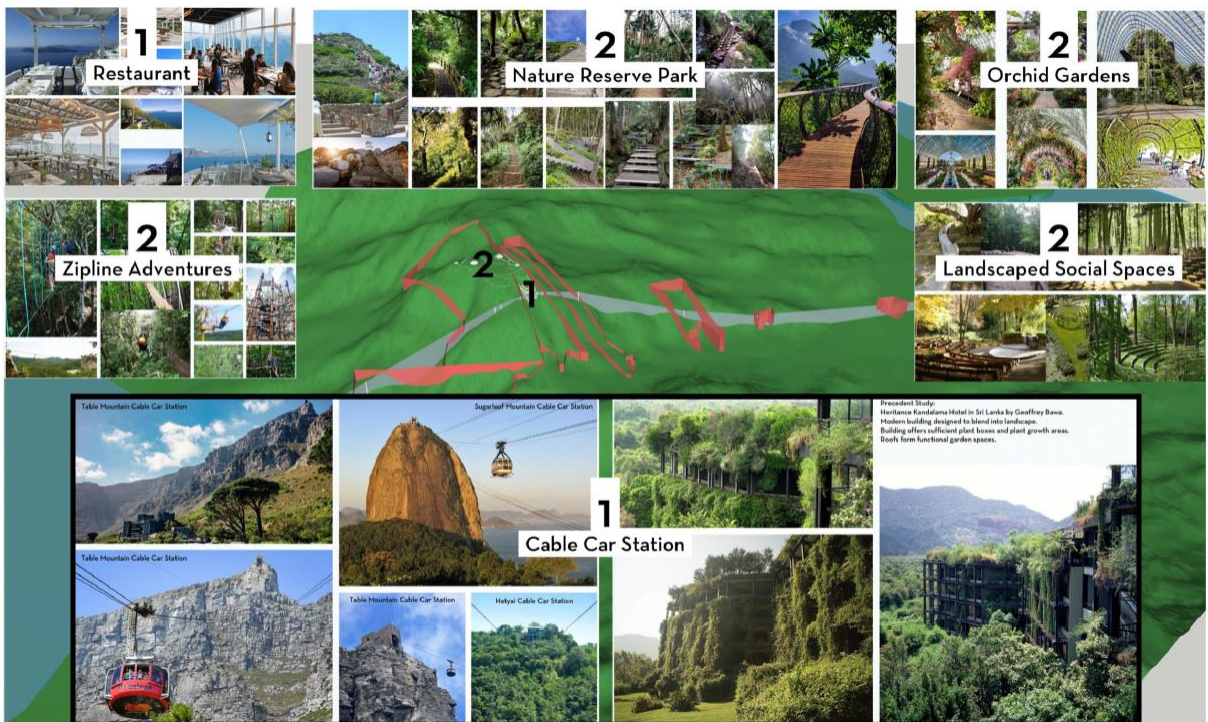 1
Restaurant
2
Nature Reserve Park
2
Orchid Gardens
2
Zipline Adventures
2
1
2
Landscaped Social Spaces
Table Mountain Cable Car Station
Sugarloaf Mountain Cable Car Station
Precedent Study:
Heritance Kandalama Hotel in Sri Lanka by Geoffrey Bawa.
Modern building designed to blend into landscape.
Building offers sufficient plant boxes and plant growth areas.
Roofs form functional garden spaces.
1
Cable Car Station
Table Mountain Cable Car Station
Table Mountain Cable Car Station
Hatyai Cable Car Station